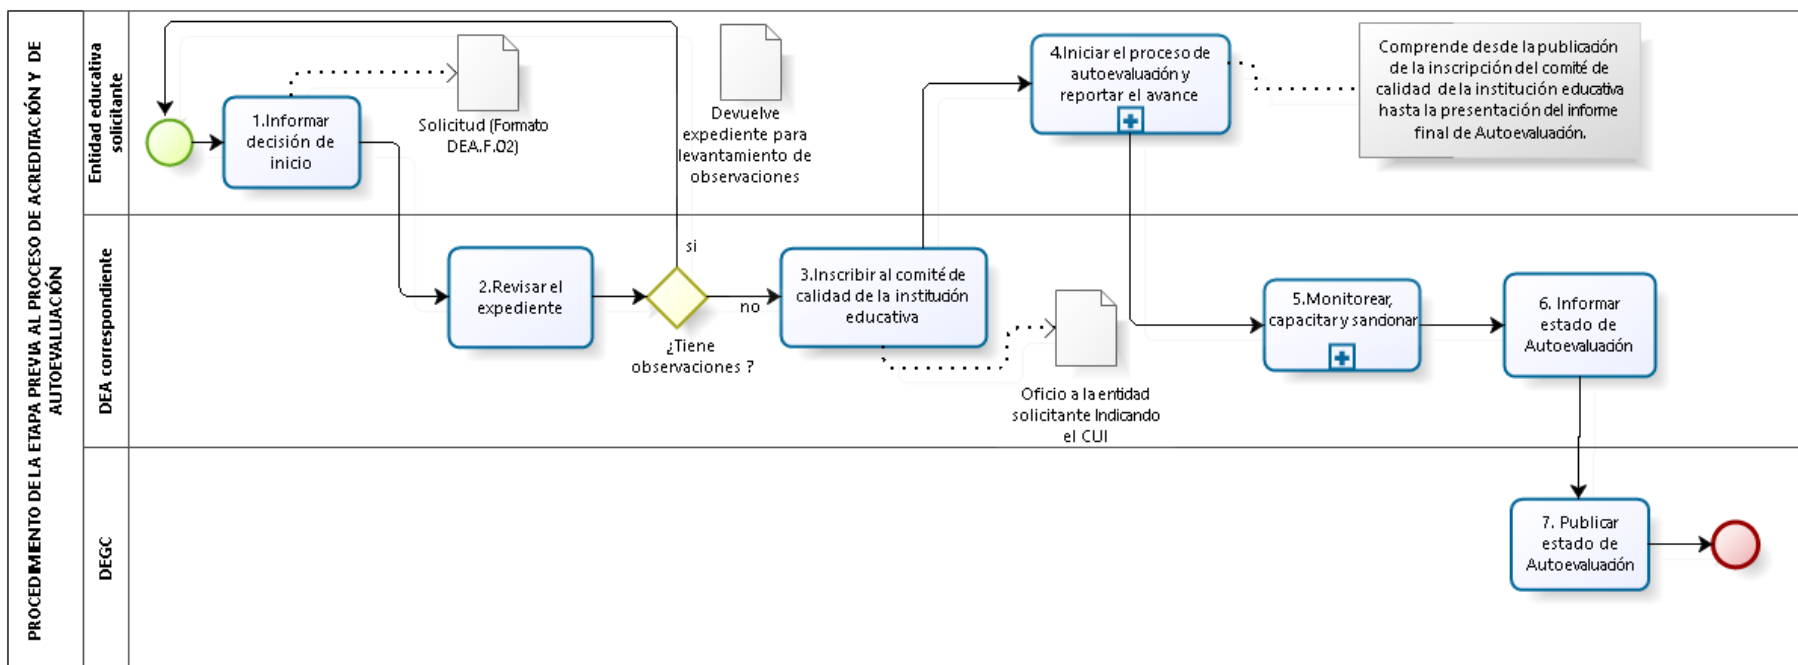 PROCEDIMIENTO DE LA ETAPA PREVIA AL PROCESO DE ACREDITACIÓN Y DE
AUTOEVALUACIÓN
Entidad educativa
solicitante
1.Informar
decisión de
inicio
Solicitud (Formato
DEA.F.02)
Devuelve
expediente para
levantamiento de
observaciones
4.Iniciar el proceso de
autoevaluación y
reportar el avance
Comprende desde la publicación
de la inscripción del comité de
calidad de la institución educativa
hasta la presentación del informe
final de Autoevaluación.
DEA correspondiente
2.Revisar el
expediente
si
no
¿Tiene
observaciones ?
3.Inscribir al comité de
calidad de la institución
educativa
Oficio a la entidad
solicitante Indicando
el CUI
5.Monitorear,
capacitar y sancionar
6. Informar
estado de
Autoevaluación
DEGC
7. Publicar
estado de
Autoevaluación